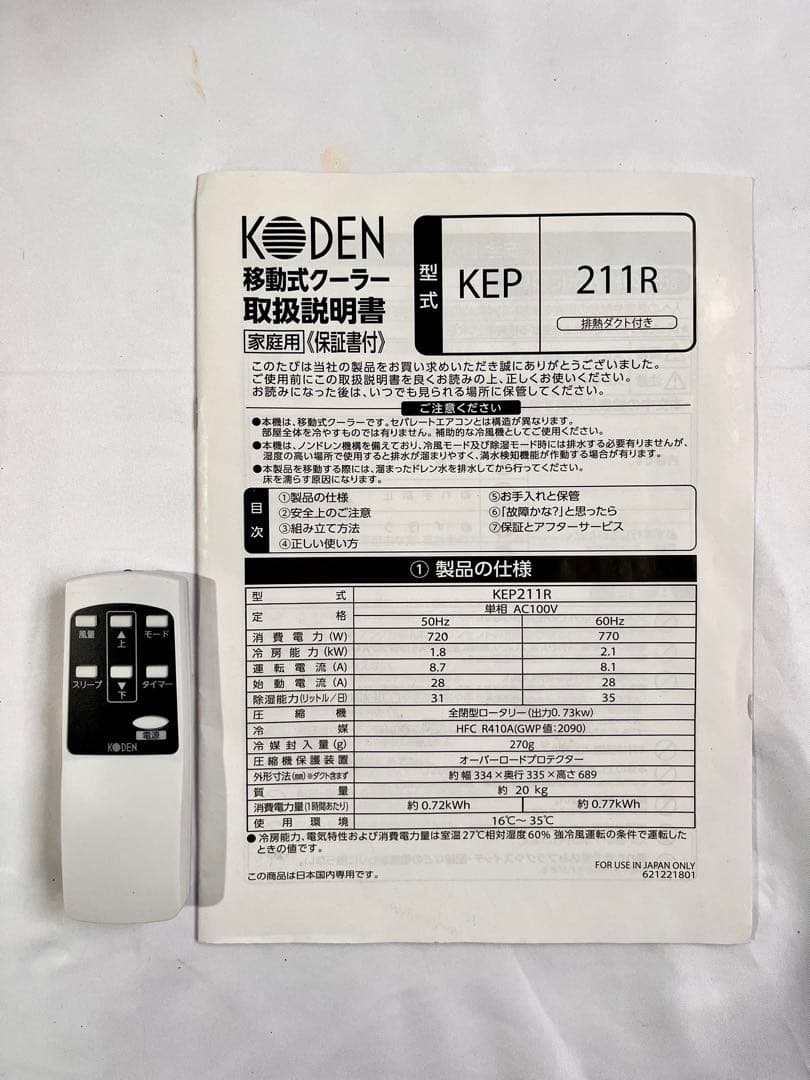 KODEN
移動式クーラー
取扱説明書
家庭用《保証書付》
型式
KEP
211R
排熱ダクト付き
このたびは当社の製品をお買い求めいただき誠にありがとうございました。
ご使用前にこの取扱説明書を良くお読みの上、正しくお使いください。
お読みになった後は、いつでも見られる場所に保管してください。
ご注意ください
●本機は、移動式クーラーです。セパレートエアコンとは構造が異なります。
部屋全体を冷やすものでは有りません。補助的な冷風機としてご使用ください。
●本機は、ノンドレン機構を備えており、冷風モード及び除湿モード時には排水する必要有りませんが、
湿度の高い場所で使用すると排水が溜まりやすく、満水検知機能が作動する場合が有ります。
●本製品を移動する際には、溜まったドレン水を排水してから行ってください。
床を濡らす原因になります。
目次
①製品の仕様
②安全上のご注意
③組み立て方法
④正しい使い方
⑤お手入れと保管
⑥「故障かな?」と思ったら
⑦保証とアフターサービス
① 製品の仕様
型式 KEP211R
定格 単相 AC100V
50Hz 60Hz
消費電力(W) 720 770
冷房能力(kW) 1.8 2.1
運転電流(A) 8.7 8.1
始動電流(A) 28 28
除湿能力(リットル/日) 31 35
圧縮機 全閉型ロータリー(出力0.73kw)
冷媒 HFC R410A(GWP値:2090)
冷媒封入量(g) 270g
圧縮機保護装置 オーバーロードプロテクター
外形寸法(mm)※ダクト含まず 約 幅334×奥行335×高さ689
質量 約 20 kg
消費電力量(1時間あたり) 約0.72kWh 約0.77kWh
使用環境 16℃〜35℃
●冷房能力、電気特性および消費電力量は室温27℃相対湿度60% 強冷風運転の条件で運転した
ときの値です。
この商品は日本国内専用です。
FOR USE IN JAPAN ONLY
621221801
風量 ▲上 モード
スリープ ▼下 タイマー
電源
KODEN